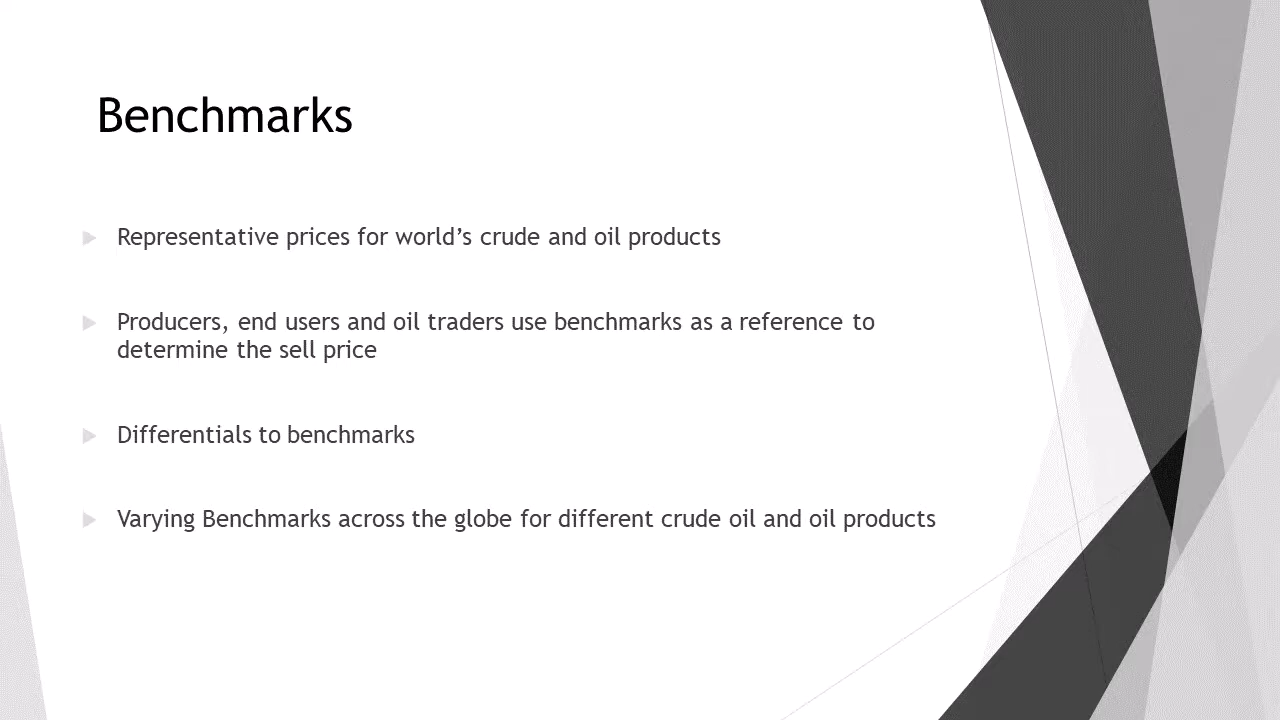 Benchmarks
Representative prices for world’s crude and oil products
Producers, end users and oil traders use benchmarks as a reference to
determine the sell price
Differentials to benchmarks
Varying Benchmarks across the globe for different crude oil and oil products